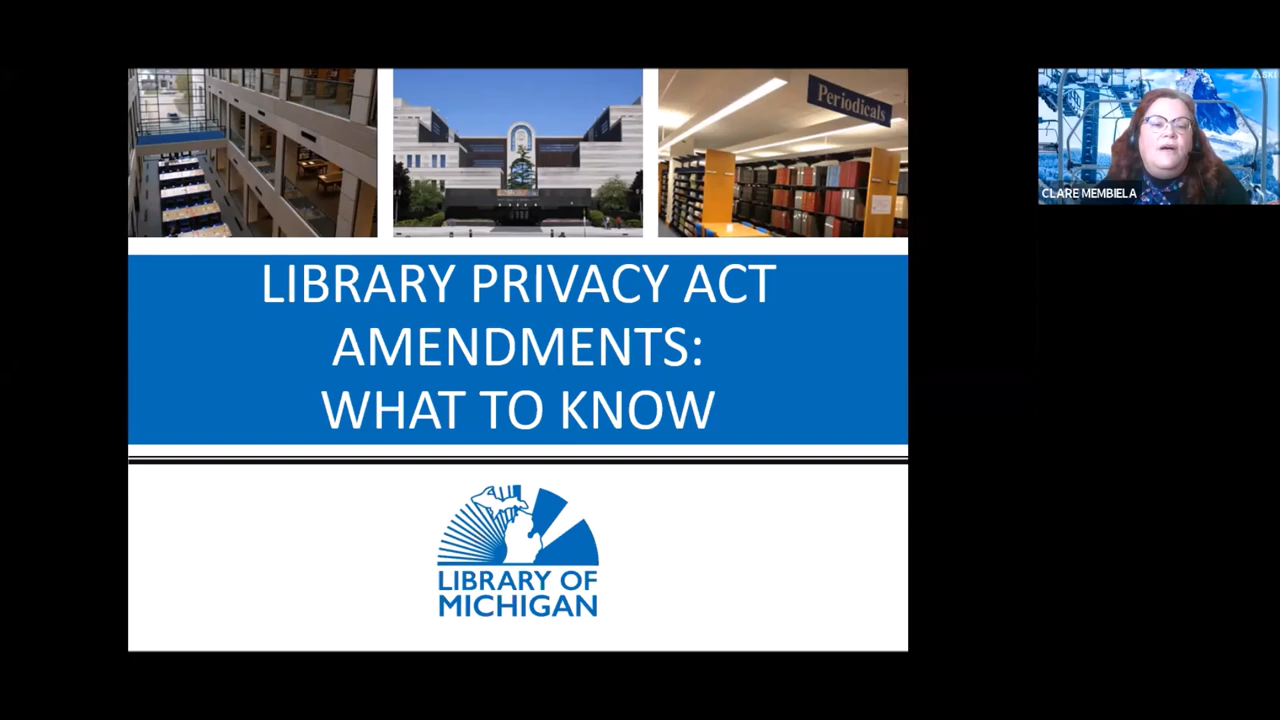 Periodicals
CLARE MEMBIELA
LIBRARY PRIVACY ACT
AMENDMENTS:
WHAT TO KNOW
LIBRARY OF
MICHIGAN